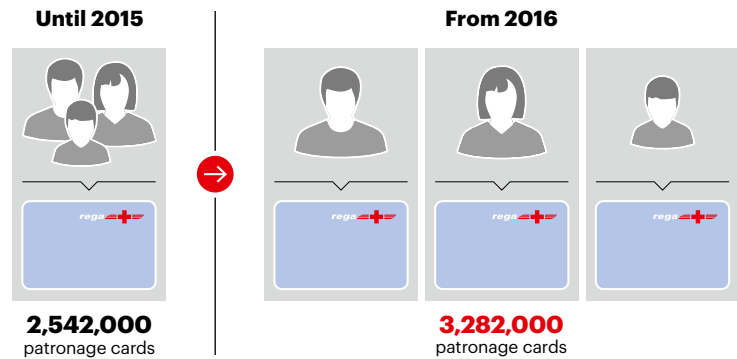 Until 2015
From 2016
rega
rega
rega
rega
2,542,000
patronage cards
3,282,000
patronage cards